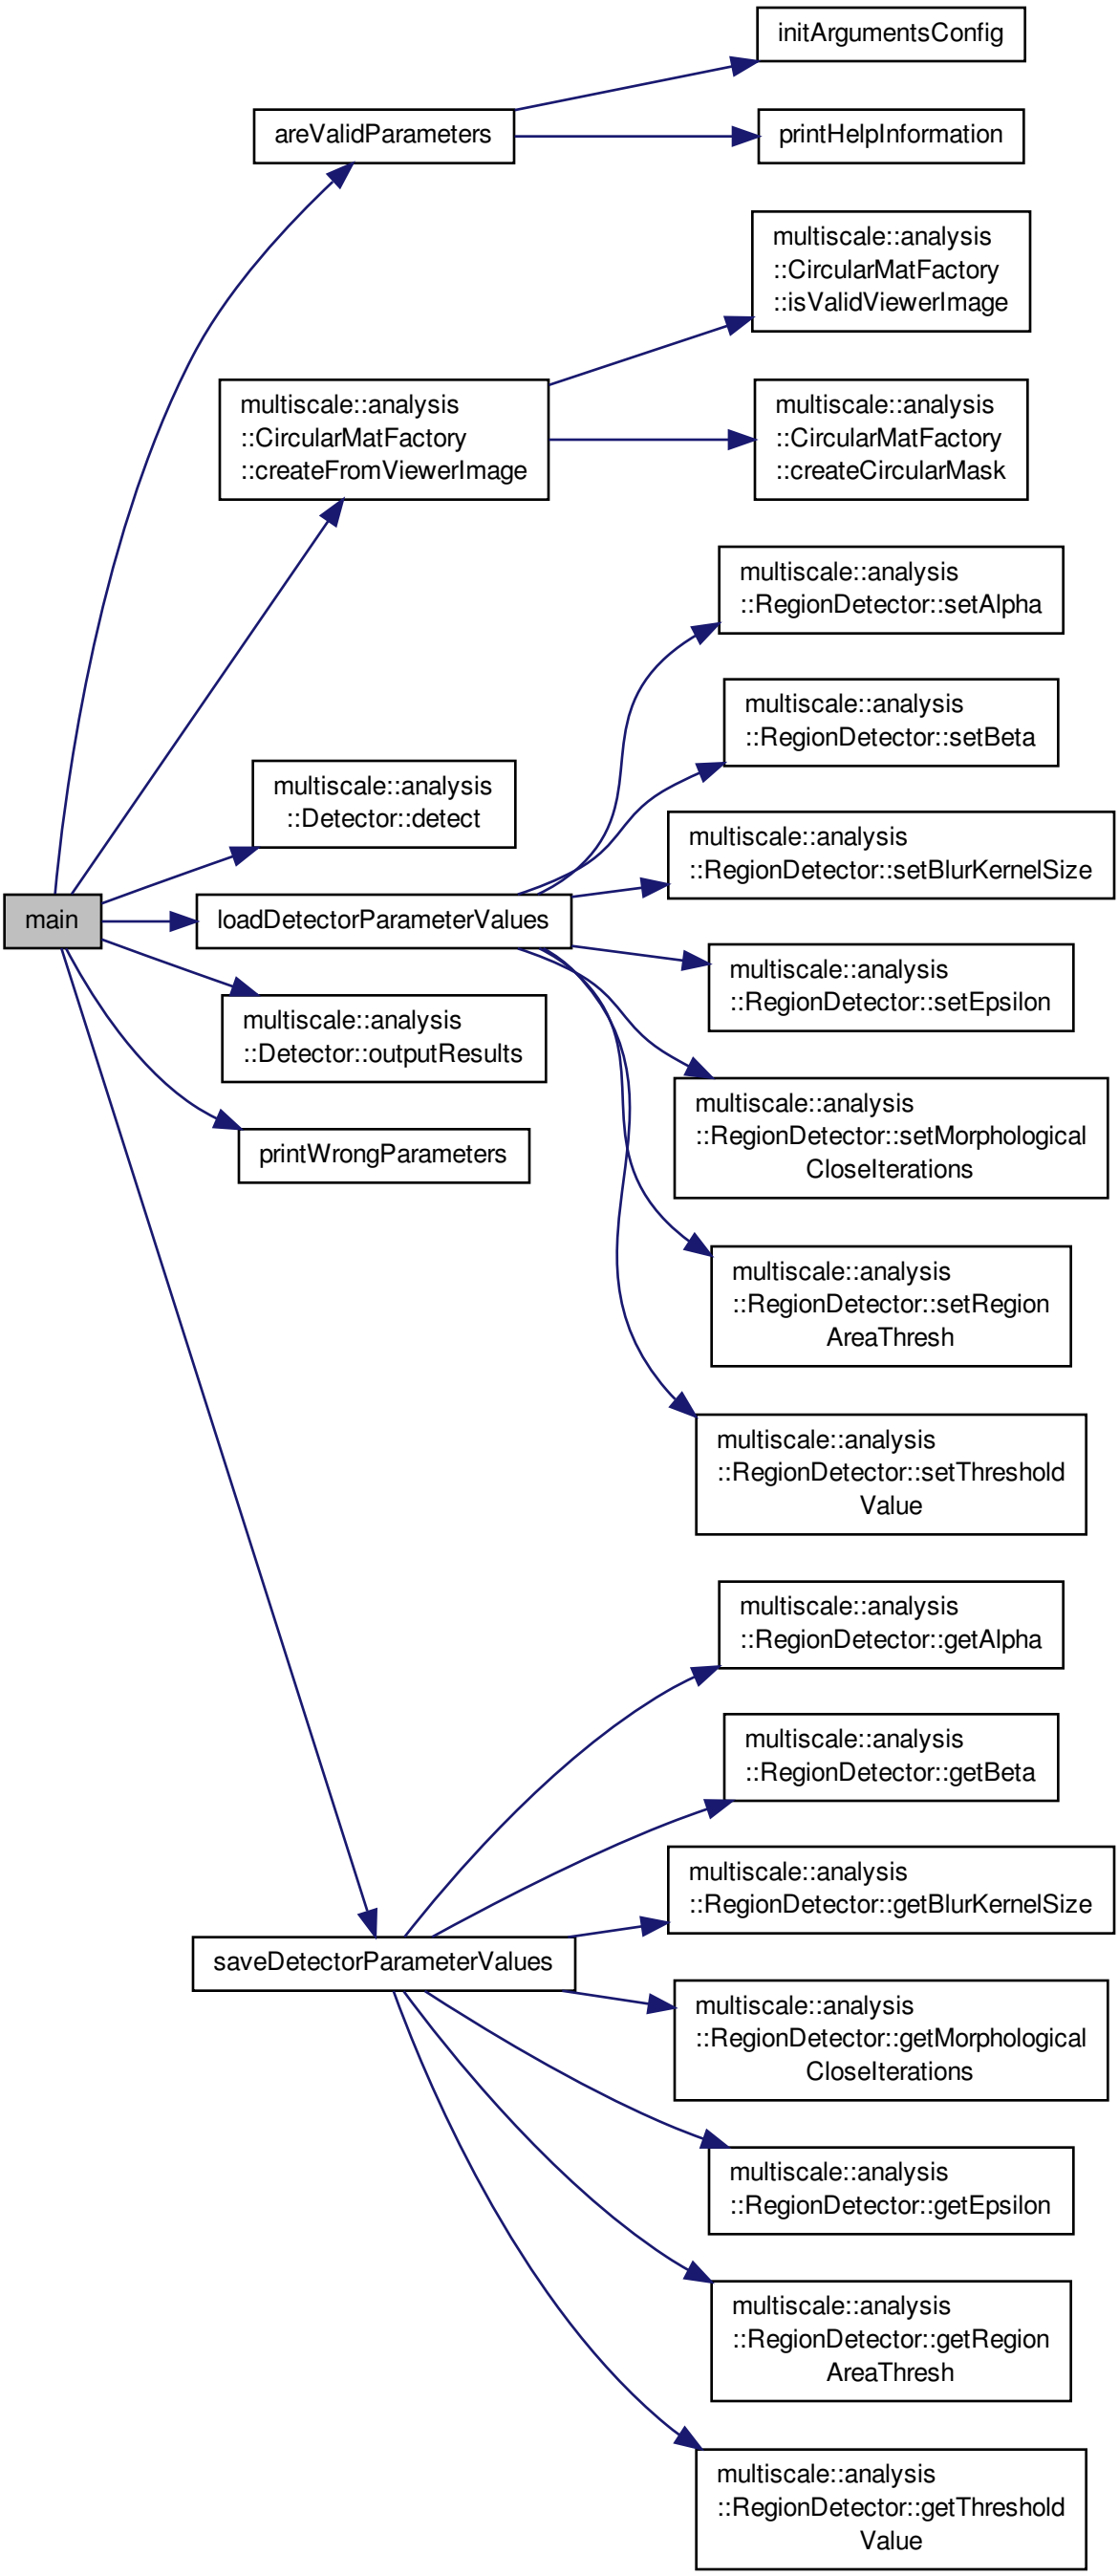 initArgumentsConfig
areValidParameters
printHelpInformation
multiscale::analysis
::CircularMatFactory
::isValidViewerImage
multiscale::analysis
::CircularMatFactory
::createFromViewerImage
multiscale::analysis
::CircularMatFactory
::createCircularMask
multiscale::analysis
::RegionDetector::setAlpha
multiscale::analysis
::RegionDetector::setBeta
multiscale::analysis
::Detector::detect
multiscale::analysis
::RegionDetector::setBlurKernelSize
main
loadDetectorParameterValues
multiscale::analysis
::RegionDetector::setEpsilon
multiscale::analysis
::Detector::outputResults
multiscale::analysis
::RegionDetector::setMorphological
CloseIterations
printWrongParameters
multiscale::analysis
::RegionDetector::setRegion
AreaThresh
multiscale::analysis
::RegionDetector::setThreshold
Value
multiscale::analysis
::RegionDetector::getAlpha
multiscale::analysis
::RegionDetector::getBeta
multiscale::analysis
::RegionDetector::getBlurKernelSize
saveDetectorParameterValues
multiscale::analysis
::RegionDetector::getMorphological
CloseIterations
multiscale::analysis
::RegionDetector::getEpsilon
multiscale::analysis
::RegionDetector::getRegion
AreaThresh
multiscale::analysis
::RegionDetector::getThreshold
Value